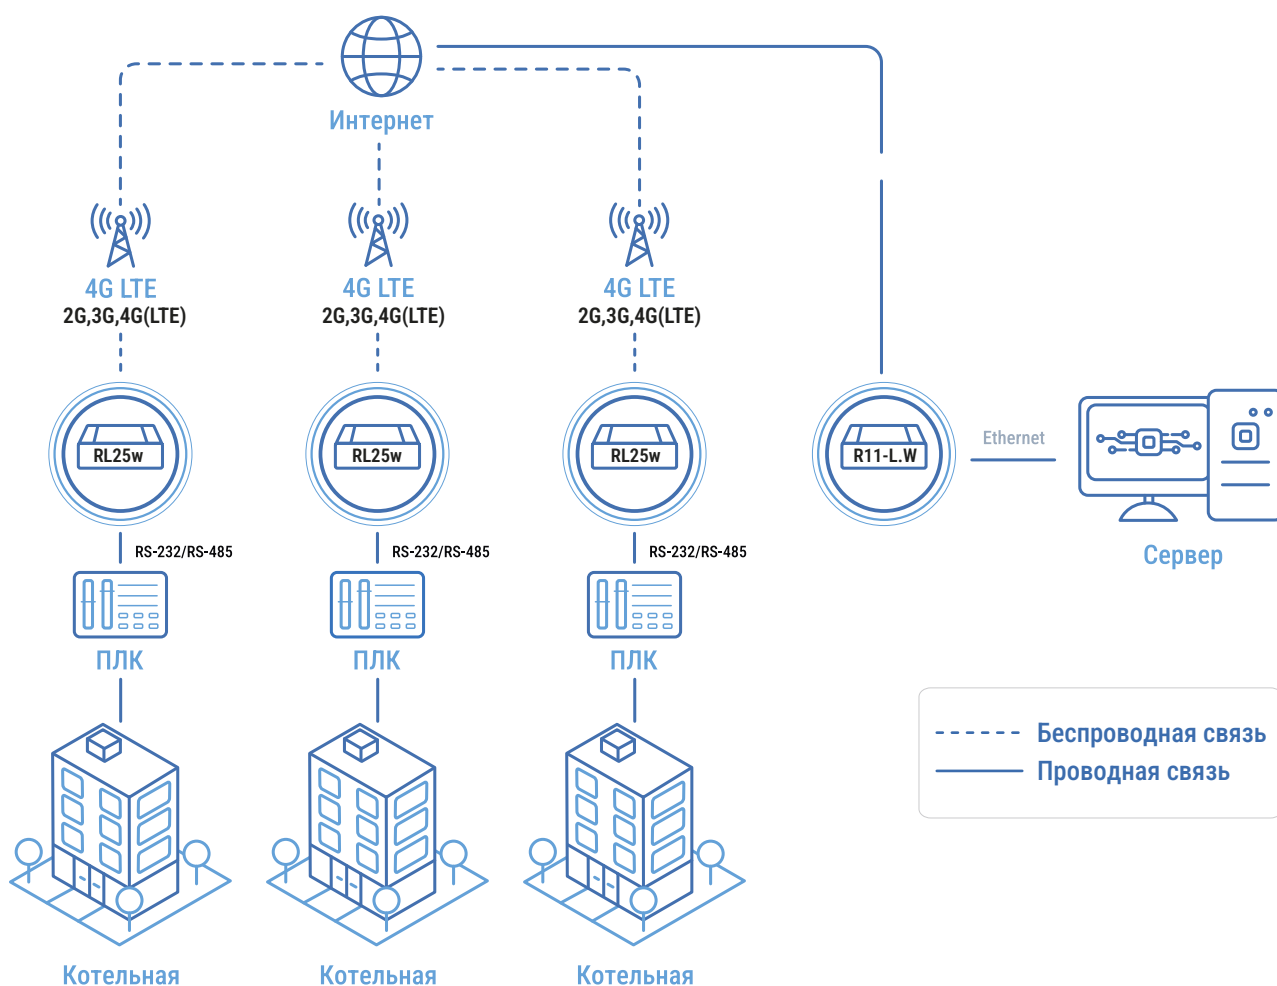 Интернет
4G LTE
2G,3G,4G(LTE)
4G LTE
2G,3G,4G(LTE)
4G LTE
2G,3G,4G(LTE)
RL25w
RL25w
RL25w
R11-L.W
Ethernet
Сервер
RS-232/RS-485
RS-232/RS-485
RS-232/RS-485
ПЛК
ПЛК
ПЛК
Беспроводная связь
Проводная связь
Котельная
Котельная
Котельная